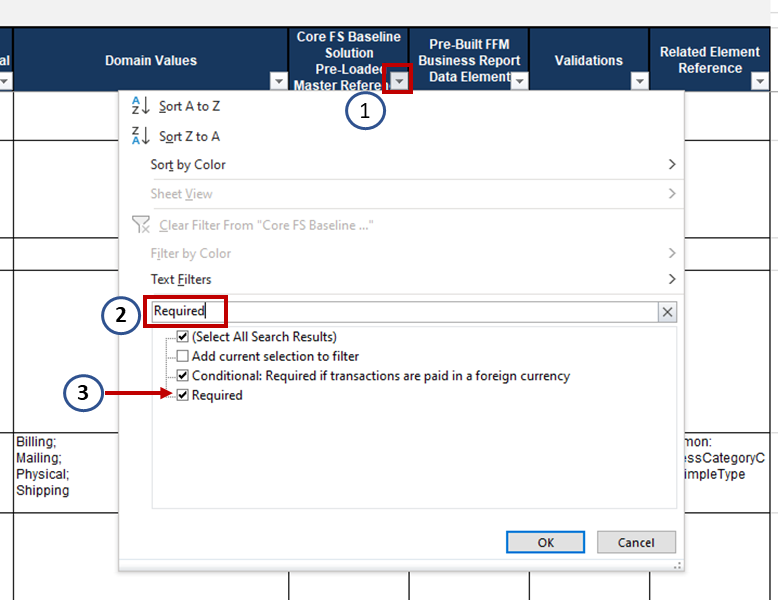 al
Domain Values
Core FS Baseline
Solution
Pre-Loaded
Master Referen
Pre-Built FFM
Business Report
Data Element
Validations
Related Element
Reference
1
Sort A to Z
Sort Z to A
Sort by Color
Sheet View
Clear Filter From "Core FS Baseline ..."
Filter by Color
Text Filters
2
Required
(Select All Search Results)
Add current selection to filter
Conditional: Required if transactions are paid in a foreign currency
3
Required
Billing;
Mailing;
Physical;
Shipping
mon:
essCategoryC
impleType
OK
Cancel